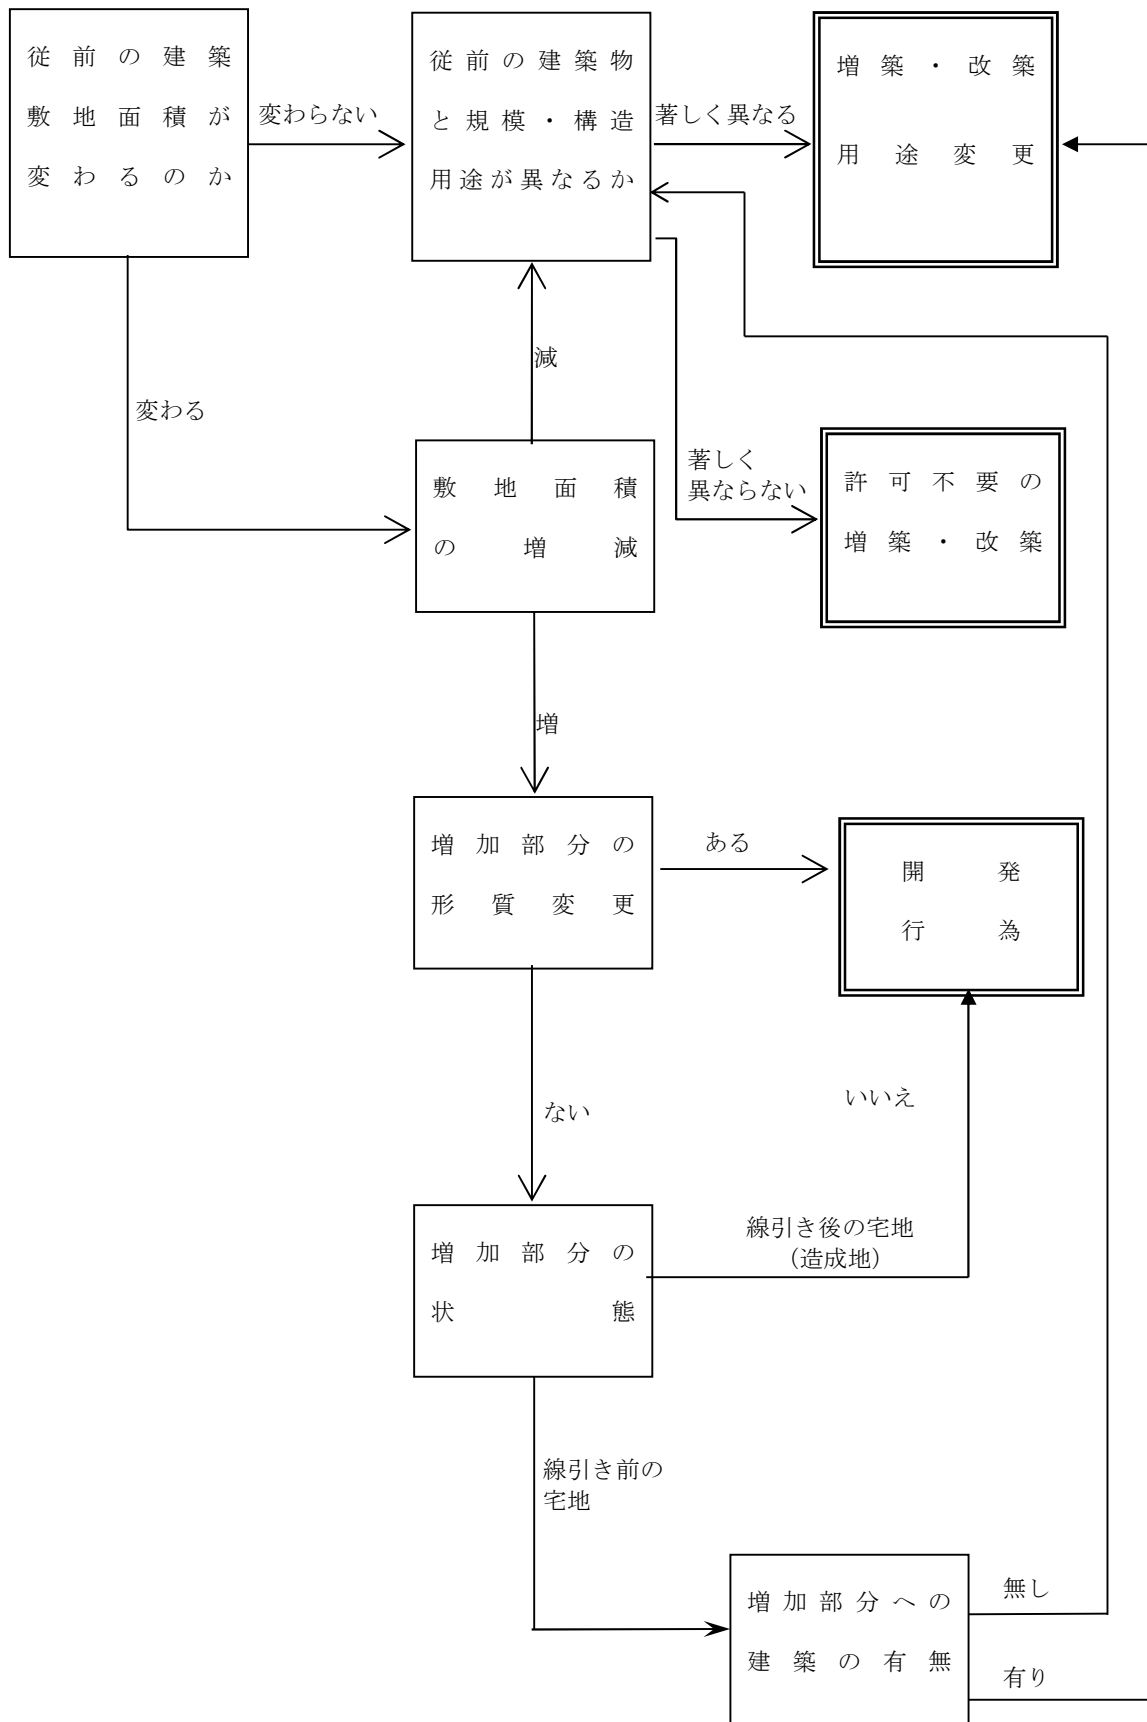 従前の建築
敷地面積が
変わるのか
変わらない
従前の建築物
と規模・構造
用途が異なるか
著しく異なる
増築・改築
用途変更
減
変わる
敷地面積
の増減
著しく
異ならない
許可不要の
増築・改築
増
増加部分の
形質変更
ある
開発
行為
ない
いいえ
増加部分の
状態
線引き後の宅地
（造成地）
線引き前の
宅地
増加部分への
建築の有無
無し
有り